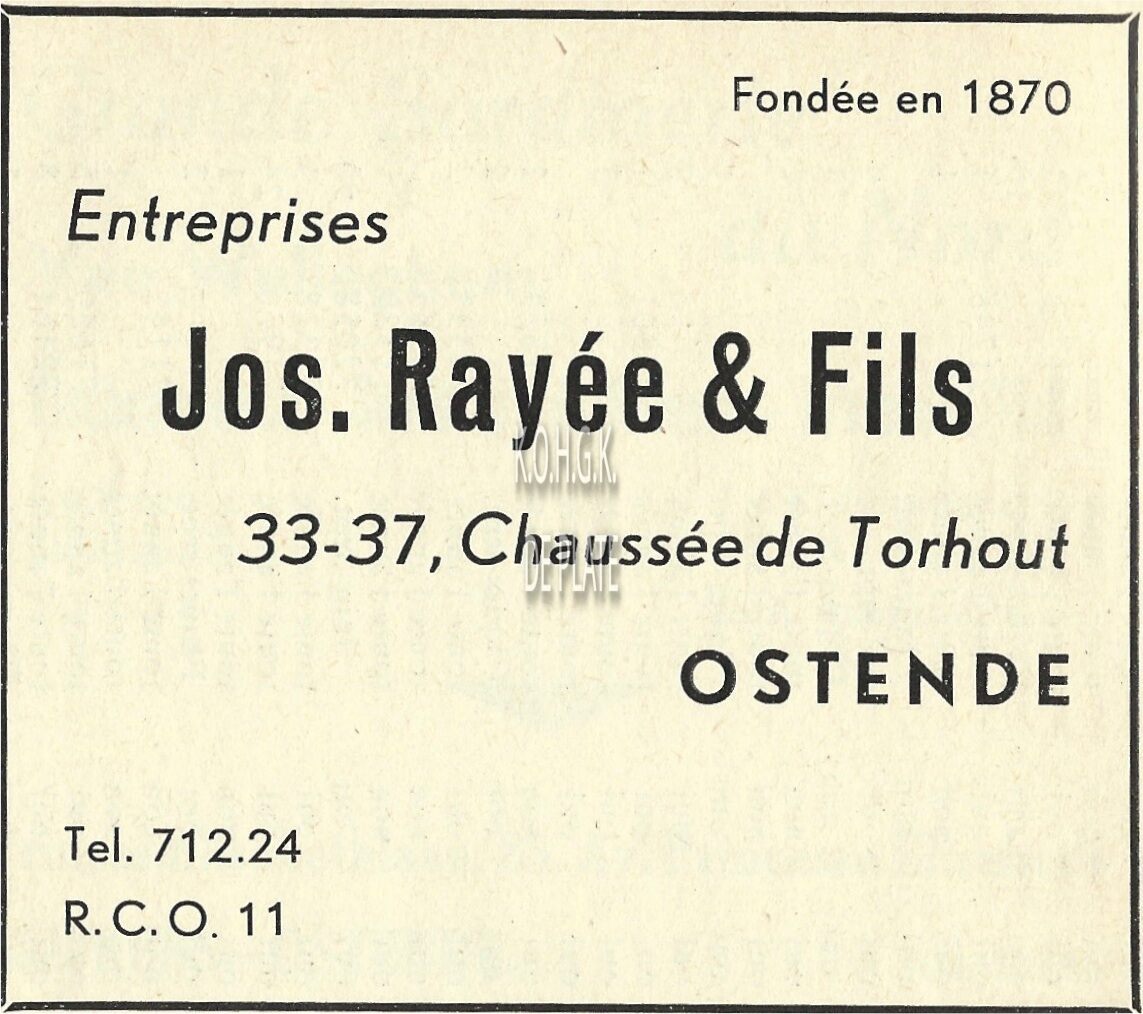 Fondée en 1870
Entreprises
Jos. Rayée & Fils
K.O.H.G.K.
33-37, Chaussée de Torhout
DE PLATE
OSTENDE
Tel. 712.24
R.C.O. 11